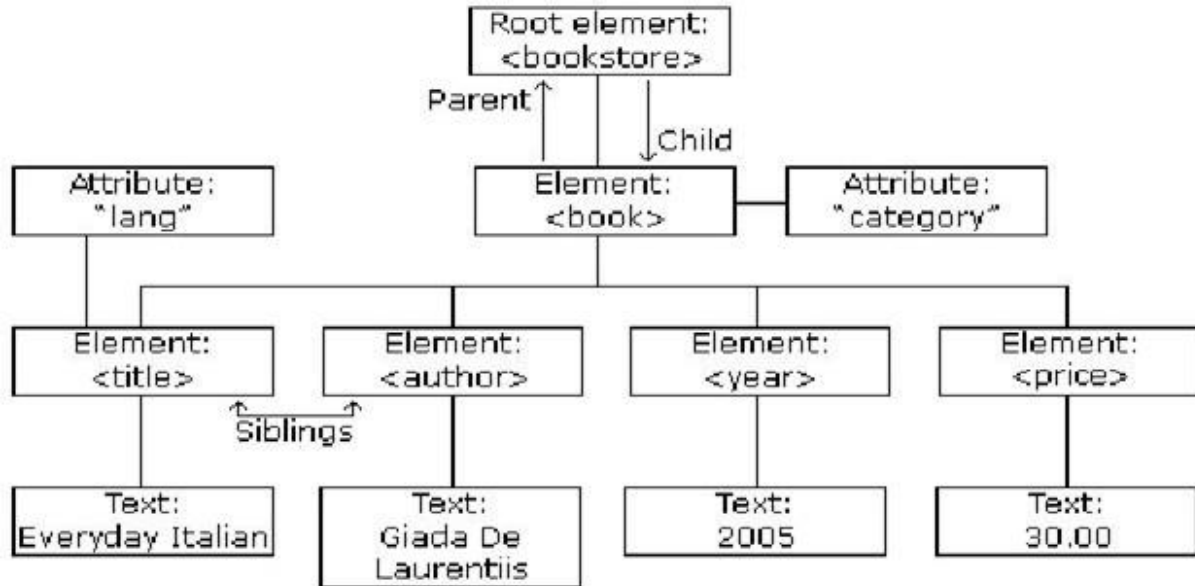 Root element:
<bookstore>
Parent
Child
Attribute:
"lang"
Element:
<book>
Attribute:
"category"
Element:
<title>
Element:
<author>
Element:
<year>
Element:
<price>
Siblings
Text:
Everyday Italian
Text:
Giada De
Laurentiis
Text:
2005
Text:
30.00